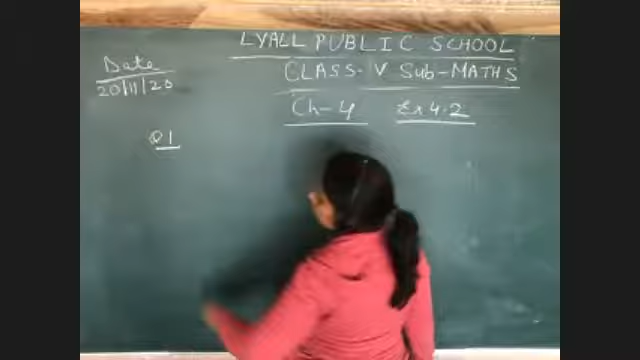 LYALL PUBLIC SCHOOL
Date
20/11/20
CLASS-V Sub-MATHS
Ch-4 Ex 4.2
Q1